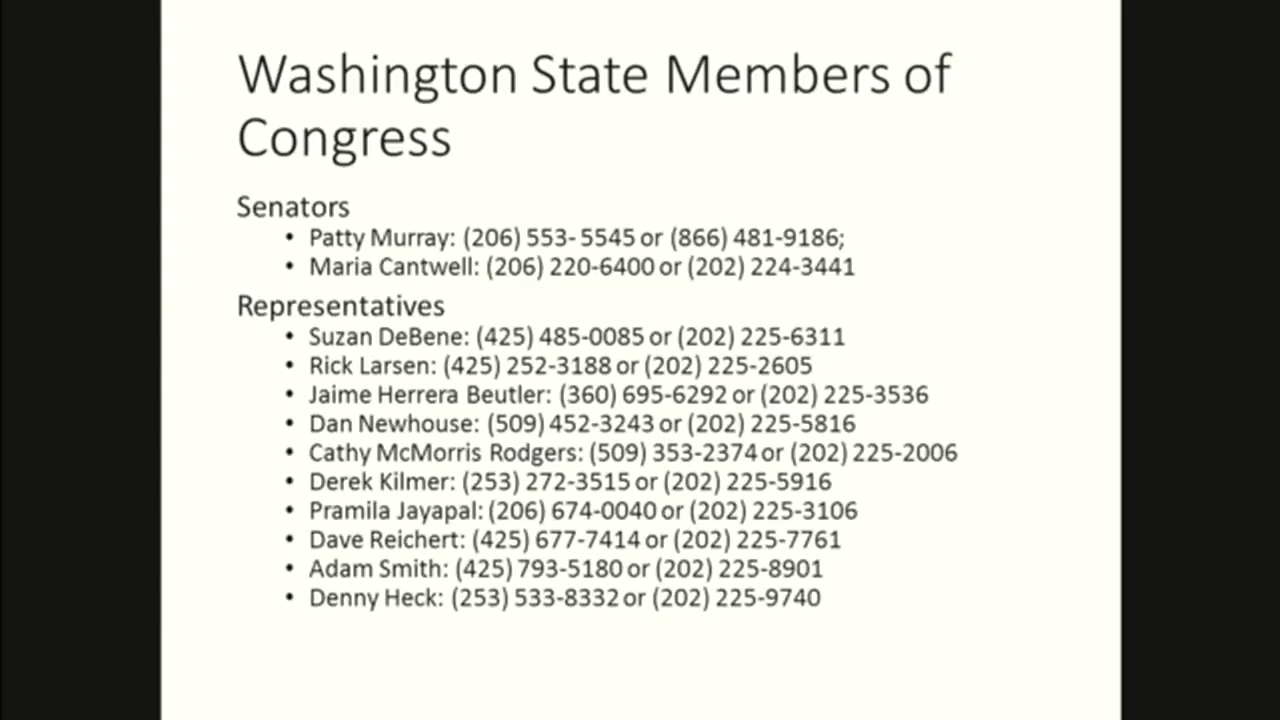 Washington State Members of
Congress
Senators
• Patty Murray: (206) 553-5545 or (866) 481-9186;
• Maria Cantwell: (206) 220-6400 or (202) 224-3441
Representatives
• Suzan DeBene: (425) 485-0085 or (202) 225-6311
• Rick Larsen: (425) 252-3188 or (202) 225-2605
• Jaime Herrera Beutler: (360) 695-6292 or (202) 225-3536
• Dan Newhouse: (509) 452-3243 or (202) 225-5816
• Cathy McMorris Rodgers: (509) 353-2374 or (202) 225-2006
• Derek Kilmer: (253) 272-3515 or (202) 225-5916
• Pramila Jayapal: (206) 674-0040 or (202) 225-3106
• Dave Reichert: (425) 677-7414 or (202) 225-7761
• Adam Smith: (425) 793-5180 or (202) 225-8901
• Denny Heck: (253) 533-8332 or (202) 225-9740